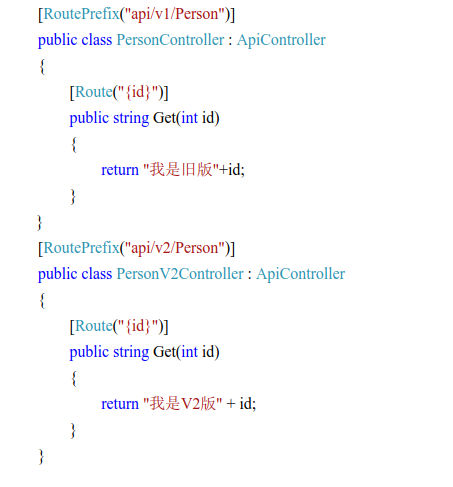 [RoutePrefix("api/v1/Person")]
public class PersonController : ApiController
{
[Route("{id}")]
public string Get(int id)
{
return "我是旧版"+id;
}
}
[RoutePrefix("api/v2/Person")]
public class PersonV2Controller : ApiController
{
[Route("{id}")]
public string Get(int id)
{
return "我是V2版" + id;
}
}